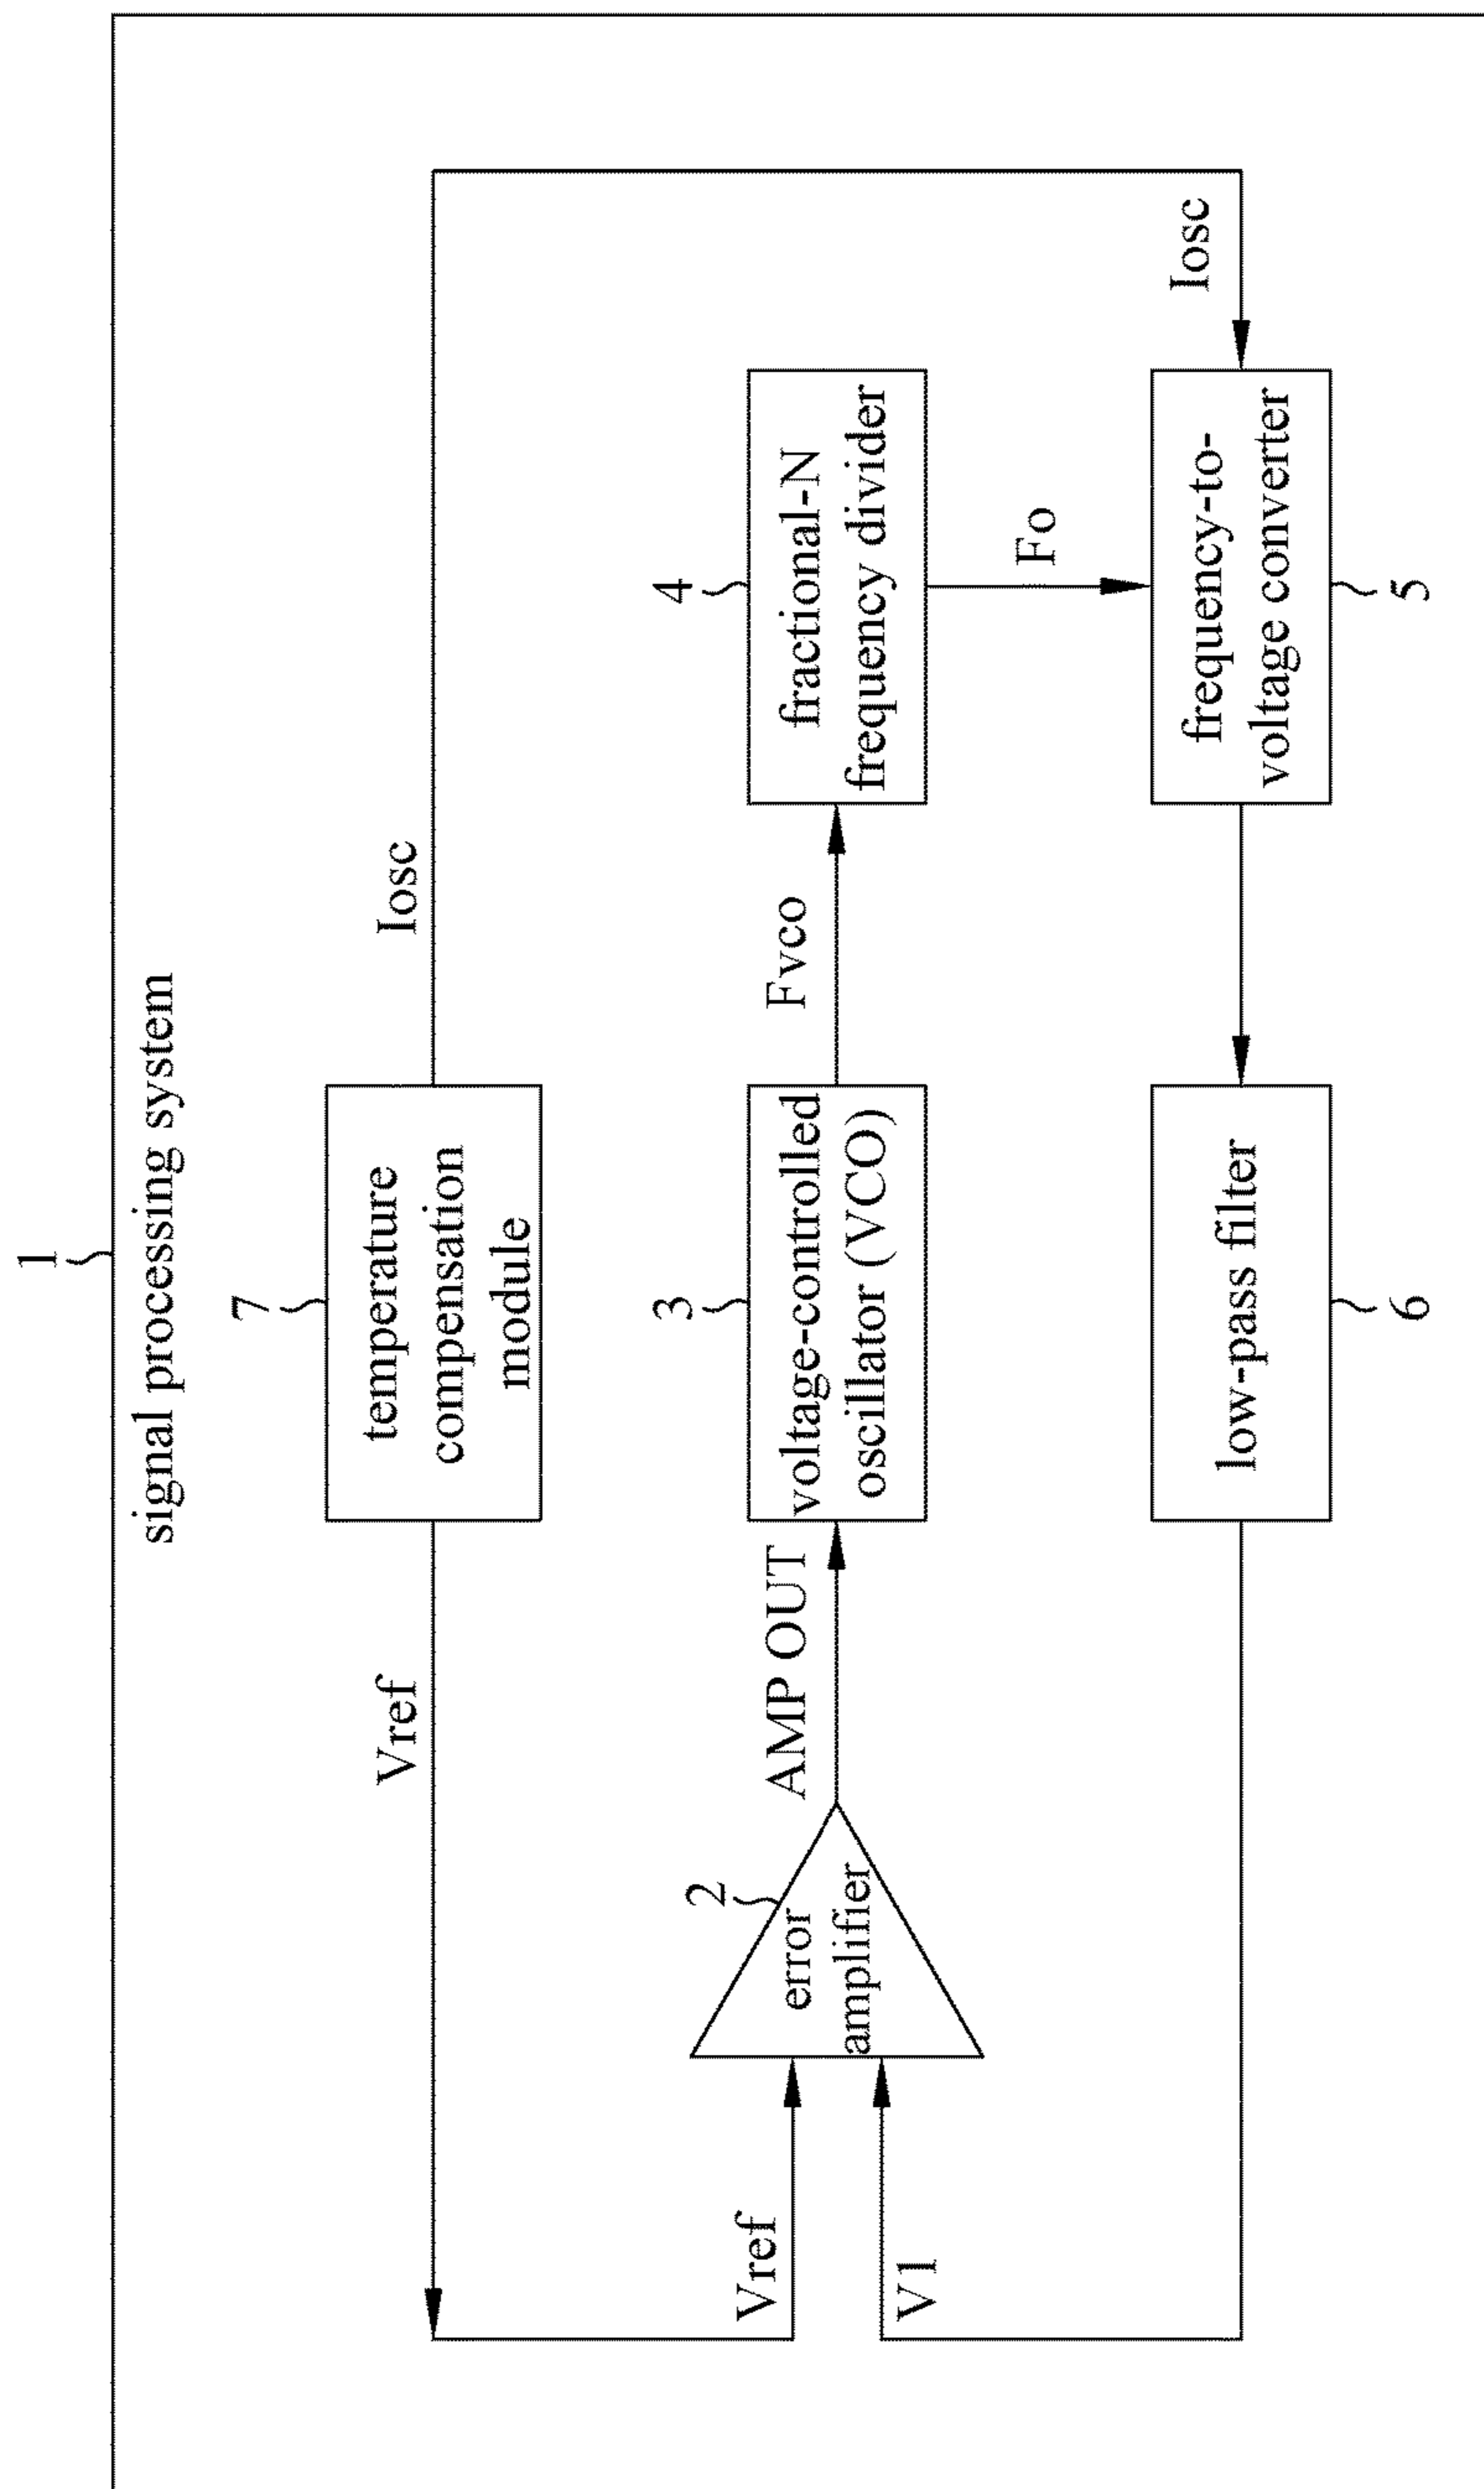 1
signal processing system
7
temperature
compensation
module
Vref
Iosc
2
error
amplifier
AMP OUT
3
voltage-controlled
oscillator (VCO)
Fvco
4
fractional-N
frequency divider
Vref
V1
Fo
Iosc
low-pass filter
6
frequency-to-
voltage converter
5